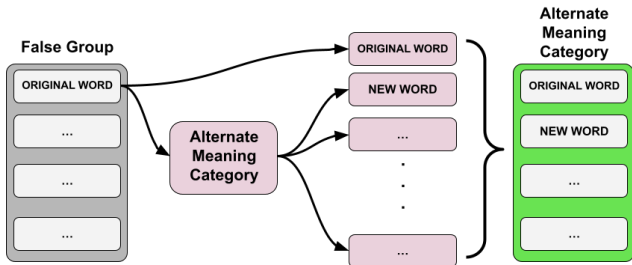 False Group
ORIGINAL WORD
...
...
...
Alternate
Meaning
Category
ORIGINAL WORD
NEW WORD
...
.
.
.
...
Alternate
Meaning
Category
ORIGINAL WORD
NEW WORD
...
...